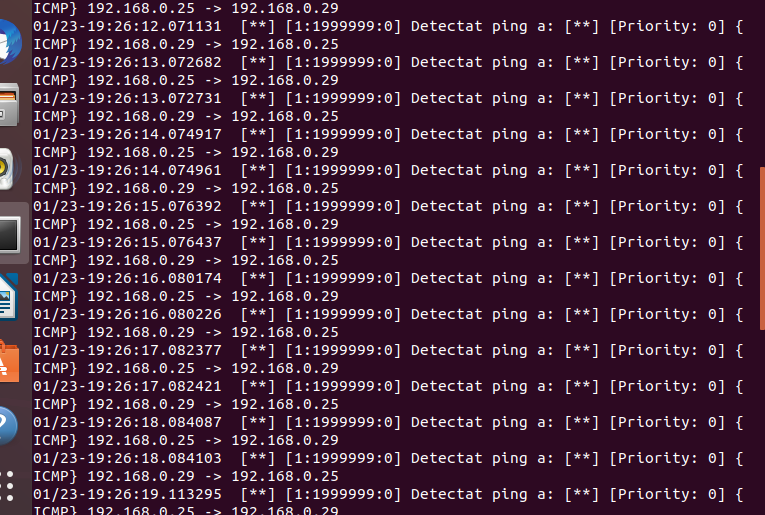 ICMP} 192.168.0.25 -> 192.168.0.29
01/23-19:26:12.071131  [**] [1:1999999:0] Detectat ping a: [**] [Priority: 0] {
ICMP} 192.168.0.29 -> 192.168.0.25
01/23-19:26:13.072682  [**] [1:1999999:0] Detectat ping a: [**] [Priority: 0] {
ICMP} 192.168.0.25 -> 192.168.0.29
01/23-19:26:13.072731  [**] [1:1999999:0] Detectat ping a: [**] [Priority: 0] {
ICMP} 192.168.0.29 -> 192.168.0.25
01/23-19:26:14.074917  [**] [1:1999999:0] Detectat ping a: [**] [Priority: 0] {
ICMP} 192.168.0.25 -> 192.168.0.29
01/23-19:26:14.074961  [**] [1:1999999:0] Detectat ping a: [**] [Priority: 0] {
ICMP} 192.168.0.29 -> 192.168.0.25
01/23-19:26:15.076392  [**] [1:1999999:0] Detectat ping a: [**] [Priority: 0] {
ICMP} 192.168.0.25 -> 192.168.0.29
01/23-19:26:15.076437  [**] [1:1999999:0] Detectat ping a: [**] [Priority: 0] {
ICMP} 192.168.0.29 -> 192.168.0.25
01/23-19:26:16.080174  [**] [1:1999999:0] Detectat ping a: [**] [Priority: 0] {
ICMP} 192.168.0.25 -> 192.168.0.29
01/23-19:26:16.080226  [**] [1:1999999:0] Detectat ping a: [**] [Priority: 0] {
ICMP} 192.168.0.29 -> 192.168.0.25
01/23-19:26:17.082377  [**] [1:1999999:0] Detectat ping a: [**] [Priority: 0] {
ICMP} 192.168.0.25 -> 192.168.0.29
01/23-19:26:17.082421  [**] [1:1999999:0] Detectat ping a: [**] [Priority: 0] {
ICMP} 192.168.0.29 -> 192.168.0.25
01/23-19:26:18.084087  [**] [1:1999999:0] Detectat ping a: [**] [Priority: 0] {
ICMP} 192.168.0.25 -> 192.168.0.29
01/23-19:26:18.084103  [**] [1:1999999:0] Detectat ping a: [**] [Priority: 0] {
ICMP} 192.168.0.29 -> 192.168.0.25
01/23-19:26:19.113295  [**] [1:1999999:0] Detectat ping a: [**] [Priority: 0] {
ICMP} 192.168.0.25 -> 192.168.0.29